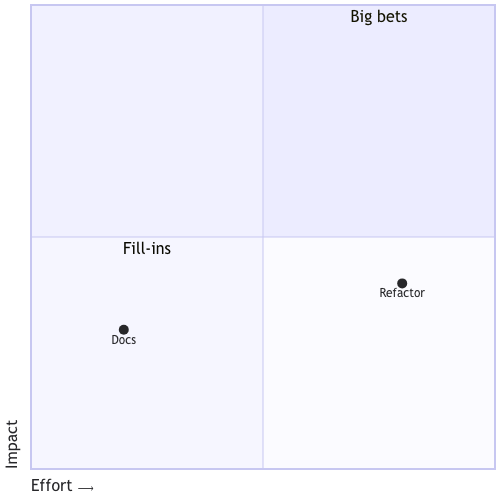 Big bets
Fill-ins
Refactor
Docs
Impact
Effort →